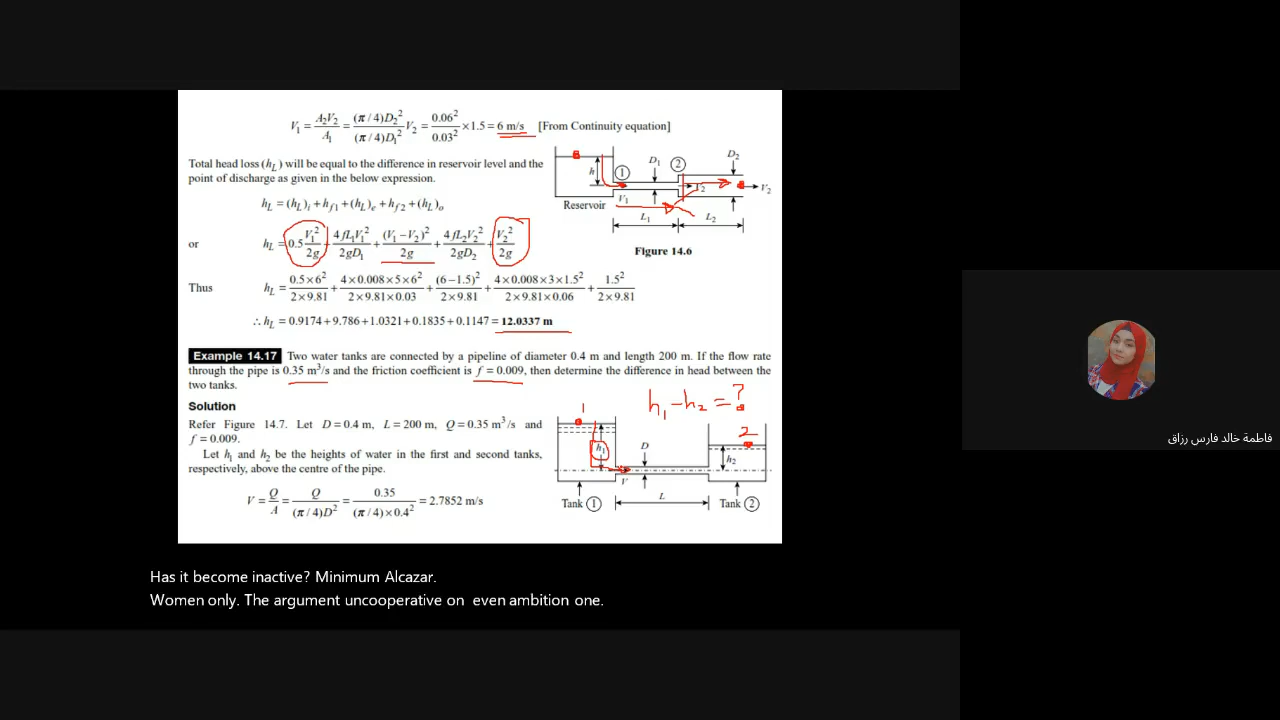 V₁ = A₂V₂/A₁ = (π/4)D₂²/(π/4)D₁² V₂ = 0.06²/0.03² × 1.5 = 6 m/s [From Continuity equation]
Total head loss (h_L) will be equal to the difference in reservoir level and the
point of discharge as given in the below expression.
h_L = (h_L)_i + h_f1 + (h_L)_e + h_f2 + (h_L)_o
or h_L = 0.5 V₁²/2g + 4fL₁V₁²/2gD₁ + (V₁ − V₂)²/2g + 4fL₂V₂²/2gD₂ + V₂²/2g
Thus h_L = 0.5 × 6²/2 × 9.81 + 4 × 0.008 × 5 × 6²/2 × 9.81 × 0.03 + (6 − 1.5)²/2 × 9.81 + 4 × 0.008 × 3 × 1.5²/2 × 9.81 × 0.06 + 1.5²/2 × 9.81
∴ h_L = 0.9174 + 9.786 + 1.0321 + 0.1835 + 0.1147 = 12.0337 m
h
①
D₁
②
D₂
V₁
V₂
Reservoir
L₁
L₂
Figure 14.6
Example 14.17 Two water tanks are connected by a pipeline of diameter 0.4 m and length 200 m. If the flow rate
through the pipe is 0.35 m³/s and the friction coefficient is f = 0.009, then determine the difference in head between the
two tanks.
Solution
Refer Figure 14.7. Let D = 0.4 m, L = 200 m, Q = 0.35 m³/s and
f = 0.009.
Let h₁ and h₂ be the heights of water in the first and second tanks,
respectively, above the centre of the pipe.
V = Q/A = Q/(π/4)D² = 0.35/(π/4) × 0.4² = 2.7852 m/s
h₁ − h₂ = ?
1
2
h₁
D
h₂
V
L
Tank ①
Tank ②
Has it become inactive? Minimum Alcazar.
Women only. The argument uncooperative on even ambition one.
فاطمة خالد فارس رزاق